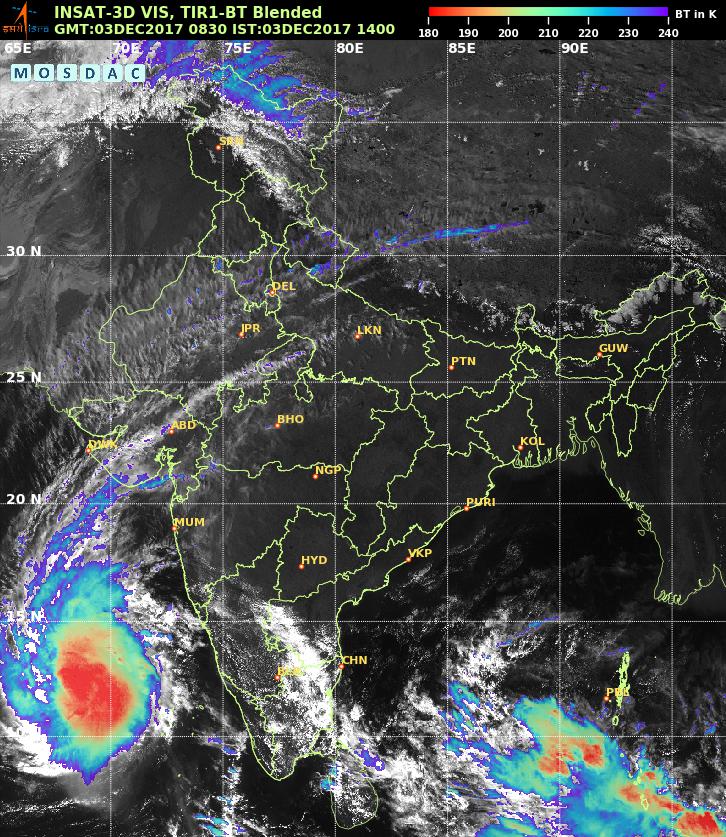 INSAT-3D VIS, TIR1-BT Blended
GMT:03DEC2017 0830 IST:03DEC2017 1400
BT in K
180 190 200 210 220 230 240
65E 70E 75E 80E 85E 90E
MOSDAC
SRN
30 N
DEL
JPR
LKN
GUW
PTN
25 N
BHO
ABD
DWK
KOL
NGP
20 N
PURI
MUM
VKP
HYD
15 N
CHN